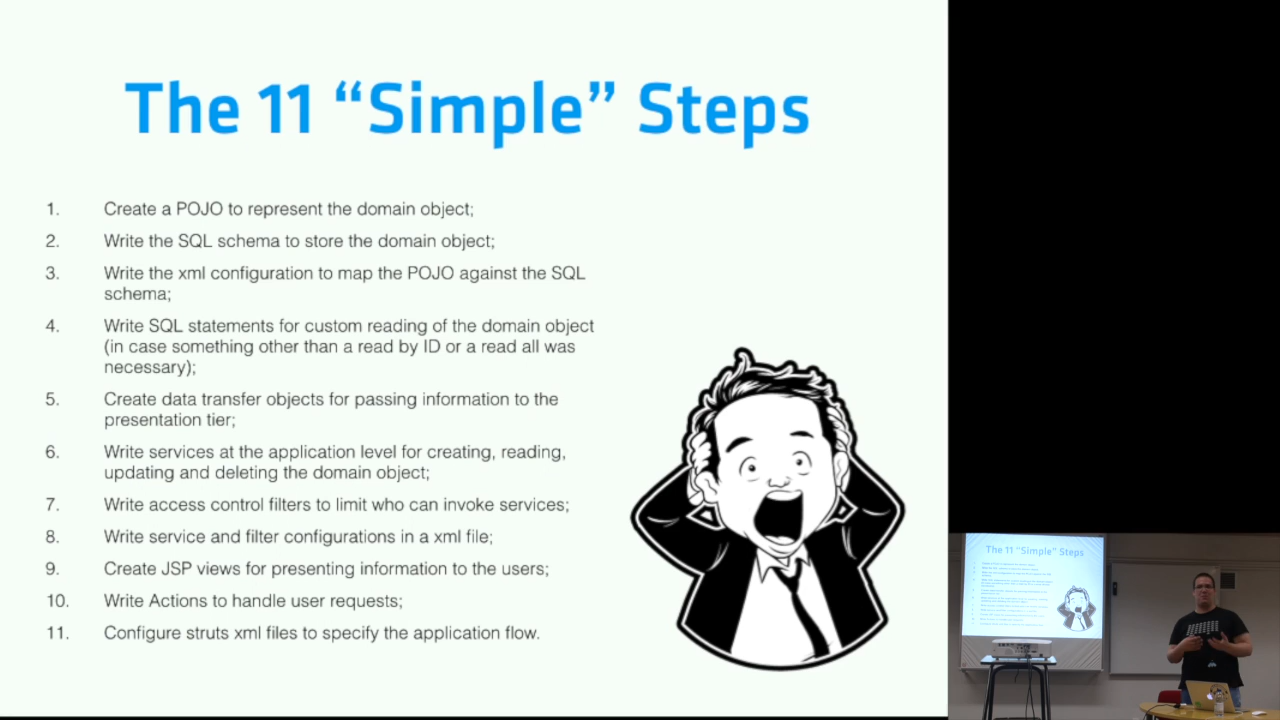 The 11 “Simple” Steps
1. Create a POJO to represent the domain object;
2. Write the SQL schema to store the domain object;
3. Write the xml configuration to map the POJO against the SQL
schema;
4. Write SQL statements for custom reading of the domain object
(in case something other than a read by ID or a read all was
necessary);
5. Create data transfer objects for passing information to the
presentation tier;
6. Write services at the application level for creating, reading,
updating and deleting the domain object;
7. Write access control filters to limit who can invoke services;
8. Write service and filter configurations in a xml file;
9. Create JSP views for presenting information to the users;
10. Write Actions to handle user requests;
11. Configure struts xml files to specify the application flow.
The 11 “Simple” Steps